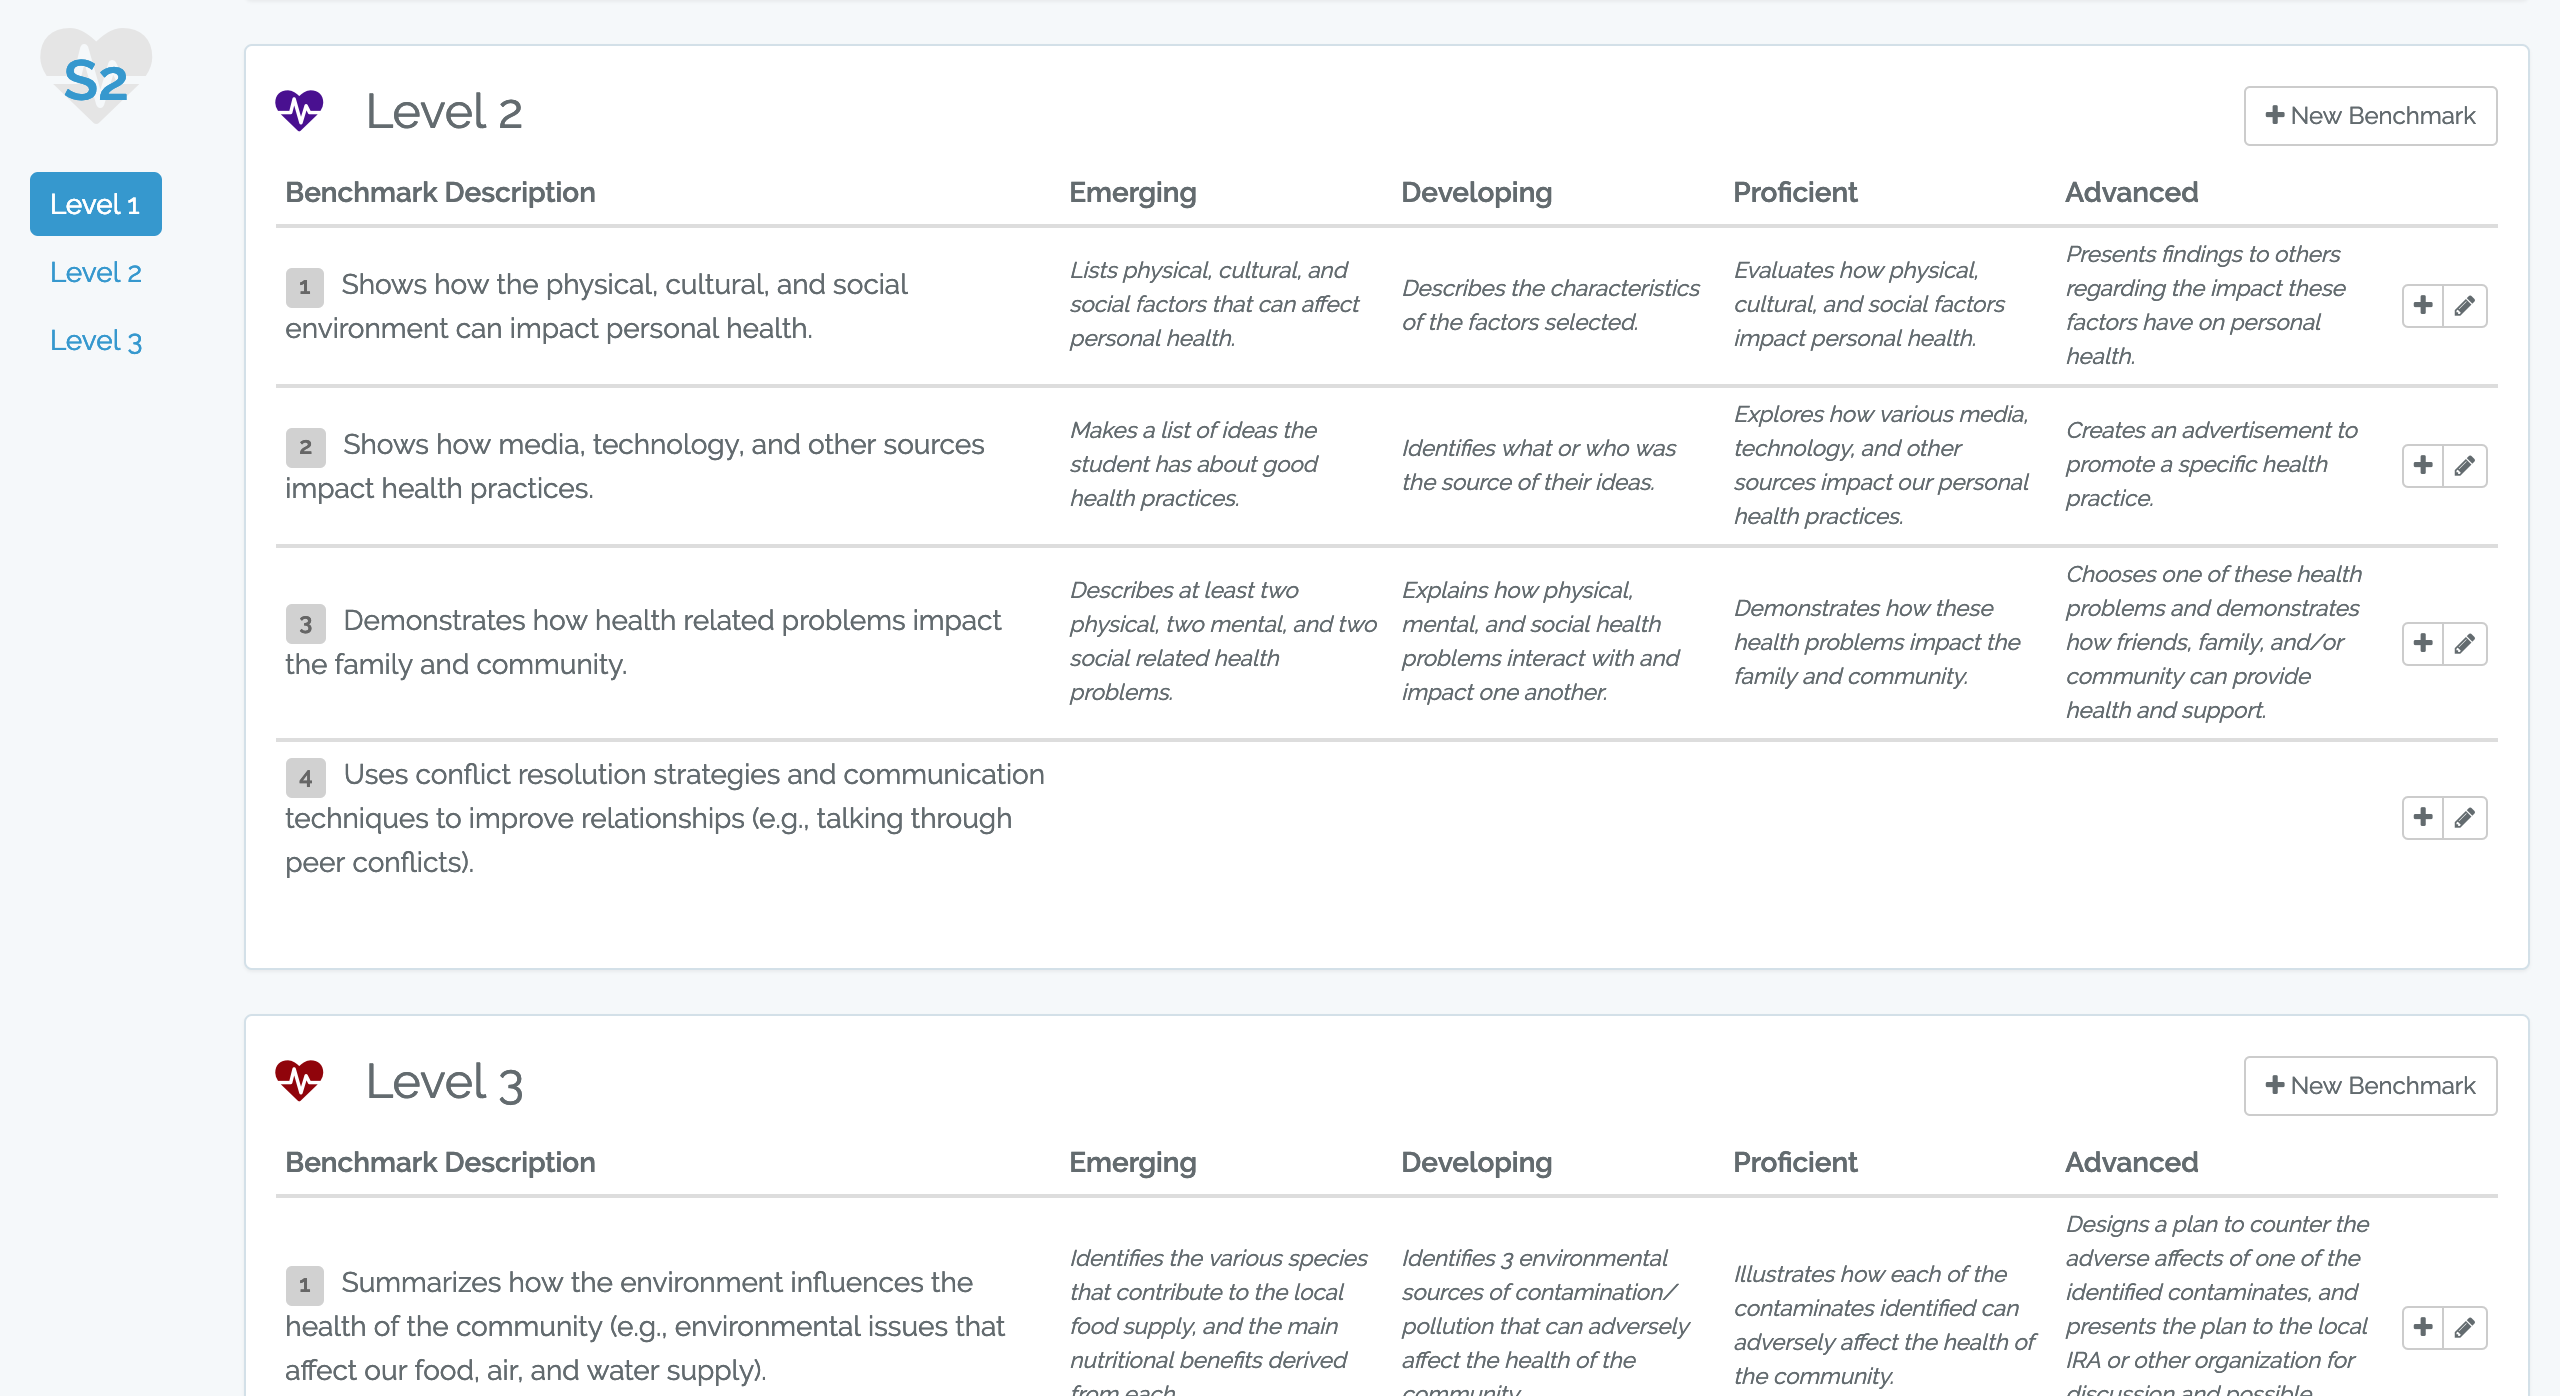 S2
Level 1
Level 2
Level 3
Level 2
New Benchmark
Benchmark Description Emerging Developing Proficient Advanced
1 Shows how the physical, cultural, and social
environment can impact personal health.
Lists physical, cultural, and
social factors that can affect
personal health.
Describes the characteristics
of the factors selected.
Evaluates how physical,
cultural, and social factors
impact personal health.
Presents findings to others
regarding the impact these
factors have on personal
health.
2 Shows how media, technology, and other sources
impact health practices.
Makes a list of ideas the
student has about good
health practices.
Identifies what or who was
the source of their ideas.
Explores how various media,
technology, and other
sources impact our personal
health practices.
Creates an advertisement to
promote a specific health
practice.
3 Demonstrates how health related problems impact
the family and community.
Describes at least two
physical, two mental, and two
social related health
problems.
Explains how physical,
mental, and social health
problems interact with and
impact one another.
Demonstrates how these
health problems impact the
family and community.
Chooses one of these health
problems and demonstrates
how friends, family, and/or
community can provide
health and support.
4 Uses conflict resolution strategies and communication
techniques to improve relationships (e.g., talking through
peer conflicts).
Level 3
New Benchmark
Benchmark Description Emerging Developing Proficient Advanced
1 Summarizes how the environment influences the
health of the community (e.g., environmental issues that
affect our food, air, and water supply).
Identifies the various species
that contribute to the local
food supply, and the main
nutritional benefits derived
from each
Identifies 3 environmental
sources of contamination/
pollution that can adversely
affect the health of the
community
Illustrates how each of the
contaminates identified can
adversely affect the health of
the community.
Designs a plan to counter the
adverse affects of one of the
identified contaminates, and
presents the plan to the local
IRA or other organization for
discussion and possible